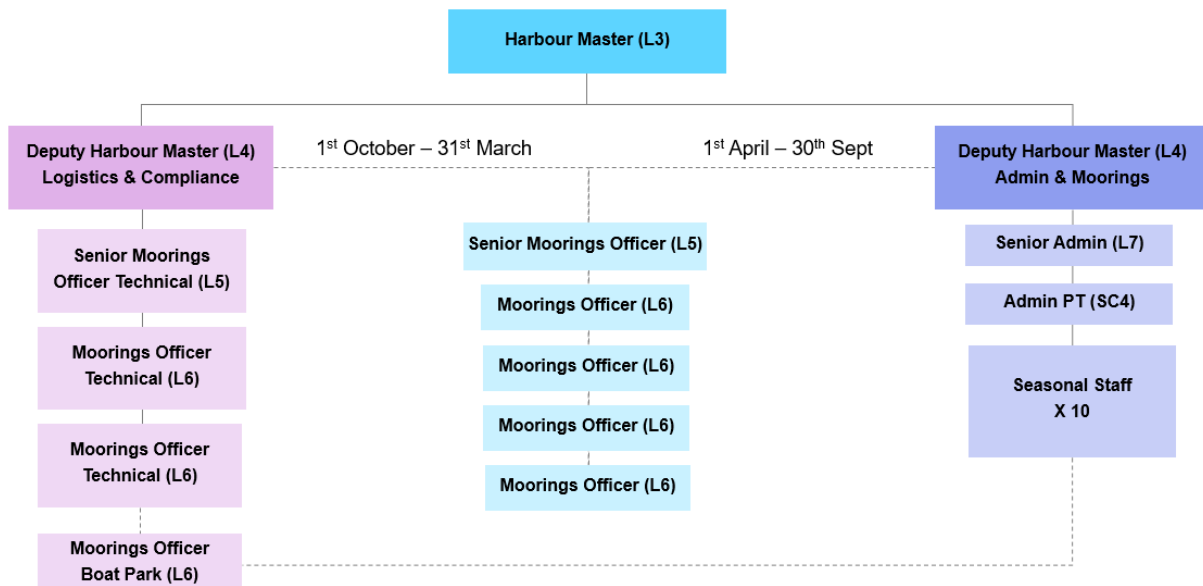 Harbour Master (L3)
Deputy Harbour Master (L4)
Logistics & Compliance
1st October – 31st March
1st April – 30th Sept
Deputy Harbour Master (L4)
Admin & Moorings
Senior Moorings
Officer Technical (L5)
Moorings Officer
Technical (L6)
Moorings Officer
Technical (L6)
Moorings Officer
Boat Park (L6)
Senior Moorings Officer (L5)
Moorings Officer (L6)
Moorings Officer (L6)
Moorings Officer (L6)
Moorings Officer (L6)
Senior Admin (L7)
Admin PT (SC4)
Seasonal Staff
X 10